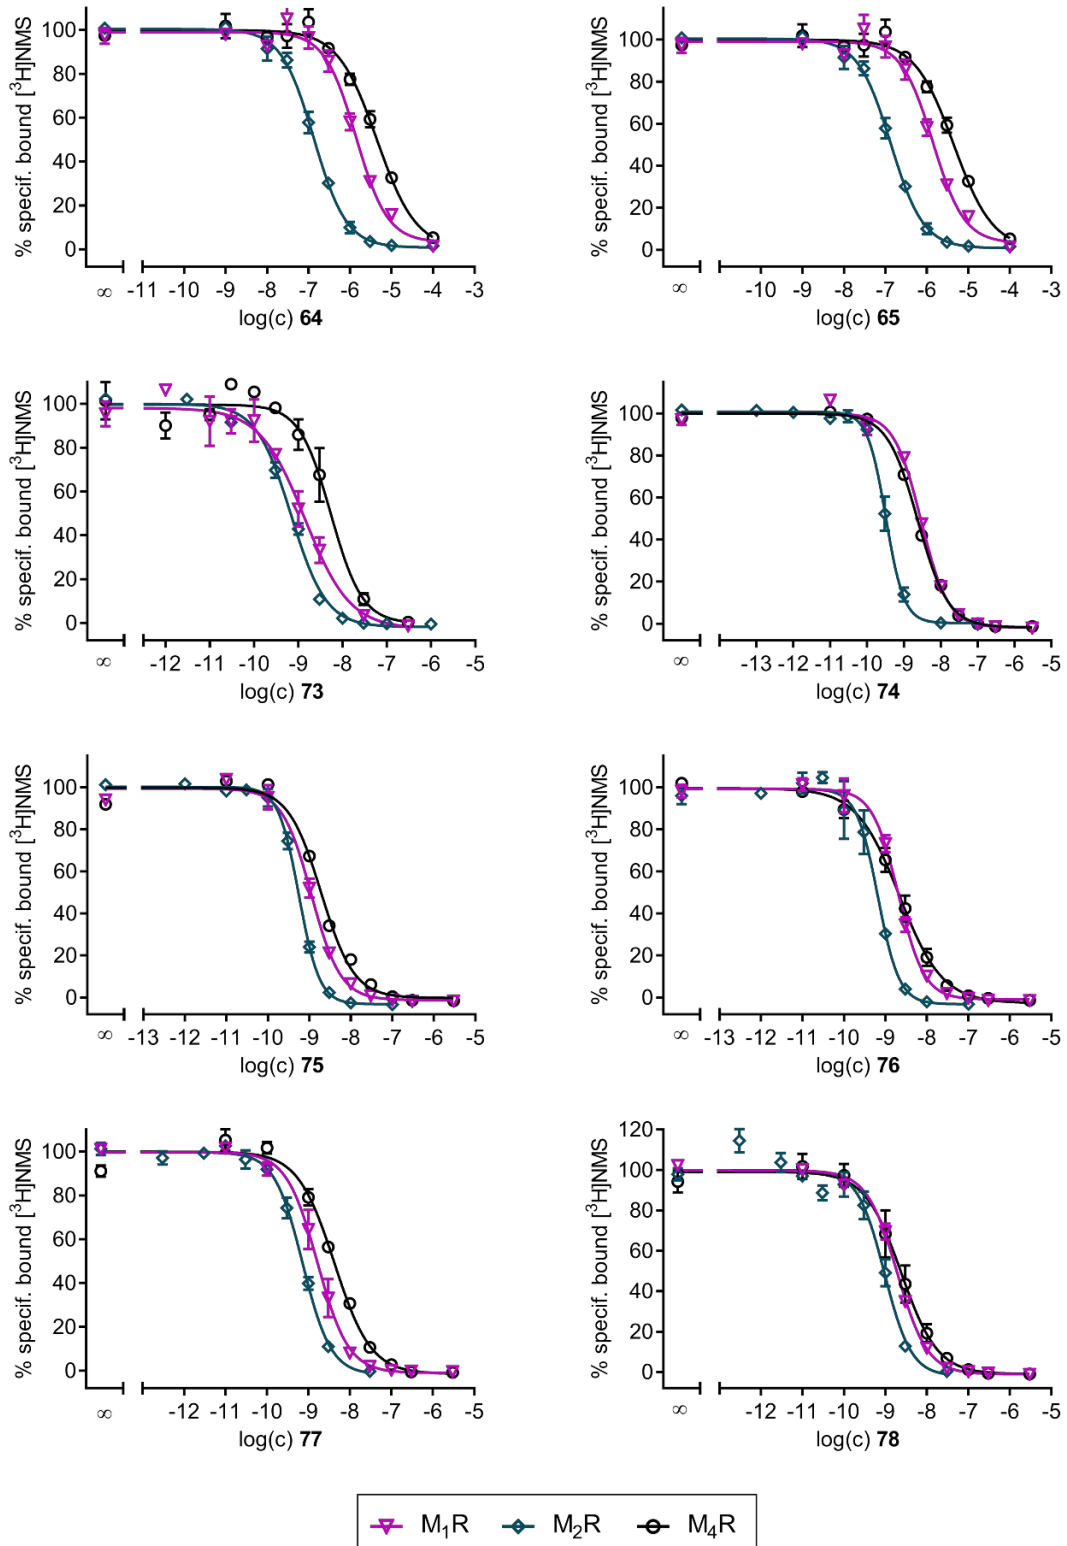 % specif. bound [³H]NMS
100
80
60
40
20
0
∞ -11 -10 -9 -8 -7 -6 -5 -4 -3
log(c) 64
% specif. bound [³H]NMS
100
80
60
40
20
0
∞ -10 -9 -8 -7 -6 -5 -4 -3
log(c) 65
% specif. bound [³H]NMS
100
80
60
40
20
0
∞ -12 -11 -10 -9 -8 -7 -6 -5
log(c) 73
% specif. bound [³H]NMS
100
80
60
40
20
0
∞ -13 -12 -11 -10 -9 -8 -7 -6 -5
log(c) 74
% specif. bound [³H]NMS
100
80
60
40
20
0
∞ -13 -12 -11 -10 -9 -8 -7 -6 -5
log(c) 75
% specif. bound [³H]NMS
100
80
60
40
20
0
∞ -13 -12 -11 -10 -9 -8 -7 -6 -5
log(c) 76
% specif. bound [³H]NMS
100
80
60
40
20
0
∞ -12 -11 -10 -9 -8 -7 -6 -5
log(c) 77
% specif. bound [³H]NMS
120
100
80
60
40
20
0
∞ -12 -11 -10 -9 -8 -7 -6 -5
log(c) 78
M₁R M₂R M₄R